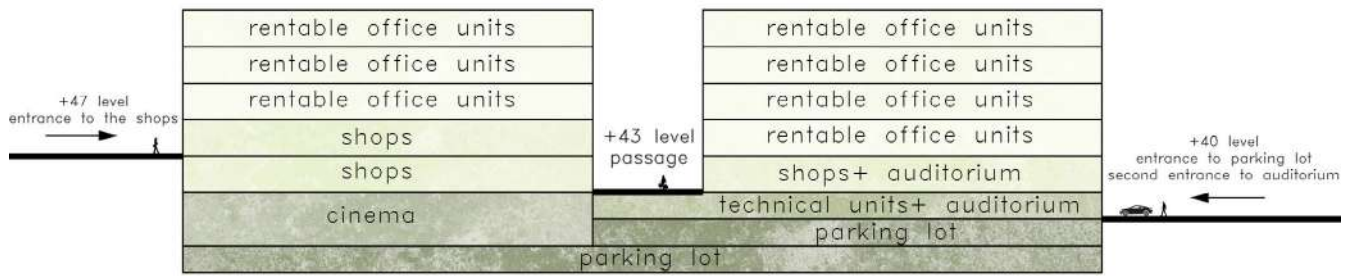 rentable office units
rentable office units
rentable office units
shops
shops
cinema
+47 level
entrance to the shops
+43 level
passage
rentable office units
rentable office units
rentable office units
rentable office units
shops+ auditorium
technical units+ auditorium
parking lot
parking lot
+40 level
entrance to parking lot
second entrance to auditorium